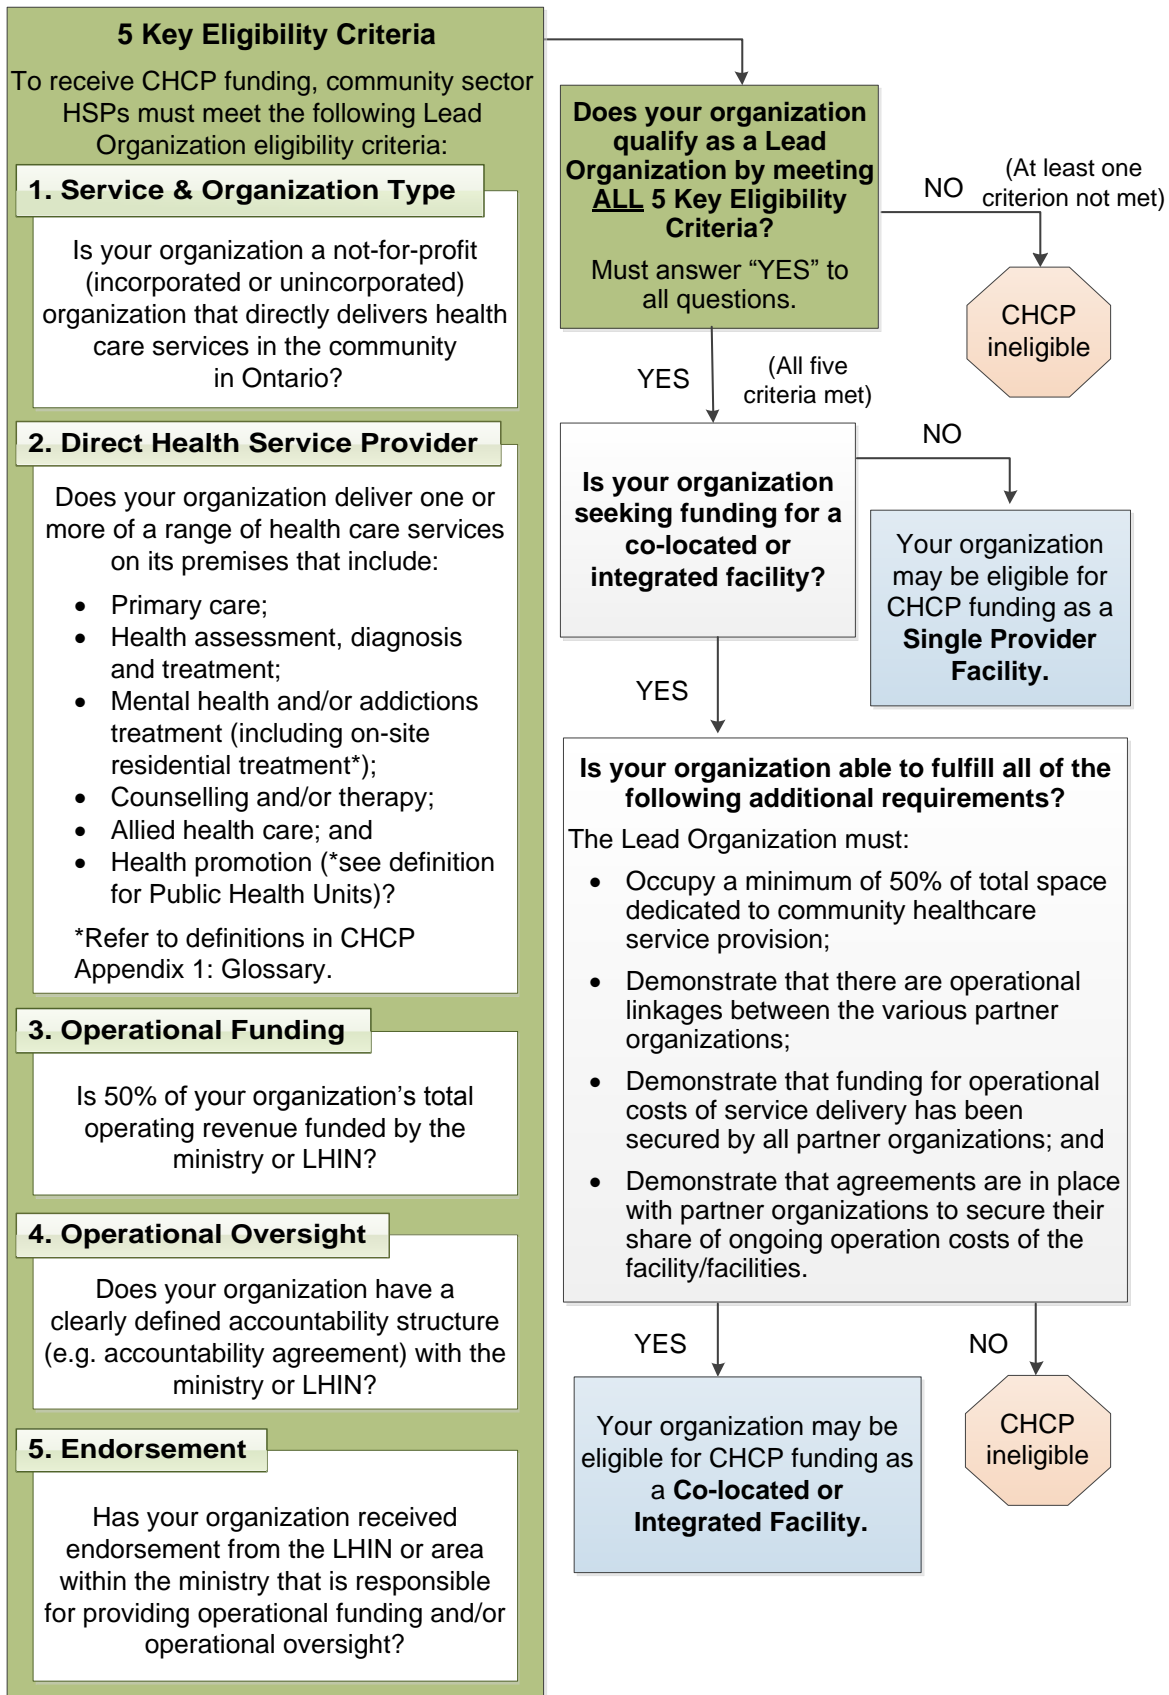 5 Key Eligibility Criteria
To receive CHCP funding, community sector
HSPs must meet the following Lead
Organization eligibility criteria:
1. Service & Organization Type
Is your organization a not-for-profit
(incorporated or unincorporated)
organization that directly delivers health
care services in the community
in Ontario?
2. Direct Health Service Provider
Does your organization deliver one or
more of a range of health care services
on its premises that include:
• Primary care;
• Health assessment, diagnosis
and treatment;
• Mental health and/or addictions
treatment (including on-site
residential treatment*);
• Counselling and/or therapy;
• Allied health care; and
• Health promotion (*see definition
for Public Health Units)?
*Refer to definitions in CHCP
Appendix 1: Glossary.
3. Operational Funding
Is 50% of your organization’s total
operating revenue funded by the
ministry or LHIN?
4. Operational Oversight
Does your organization have a
clearly defined accountability structure
(e.g. accountability agreement) with the
ministry or LHIN?
5. Endorsement
Has your organization received
endorsement from the LHIN or area
within the ministry that is responsible
for providing operational funding and/or
operational oversight?
Does your organization
qualify as a Lead
Organization by meeting
ALL 5 Key Eligibility
Criteria?
Must answer “YES” to
all questions.
NO
(At least one
criterion not met)
CHCP
ineligible
YES
(All five
criteria met)
Is your organization
seeking funding for a
co-located or
integrated facility?
NO
Your organization
may be eligible for
CHCP funding as a
Single Provider
Facility.
YES
Is your organization able to fulfill all of the
following additional requirements?
The Lead Organization must:
• Occupy a minimum of 50% of total space
dedicated to community healthcare
service provision;
• Demonstrate that there are operational
linkages between the various partner
organizations;
• Demonstrate that funding for operational
costs of service delivery has been
secured by all partner organizations; and
• Demonstrate that agreements are in place
with partner organizations to secure their
share of ongoing operation costs of the
facility/facilities.
YES
Your organization may be
eligible for CHCP funding as
a Co-located or
Integrated Facility.
NO
CHCP
ineligible